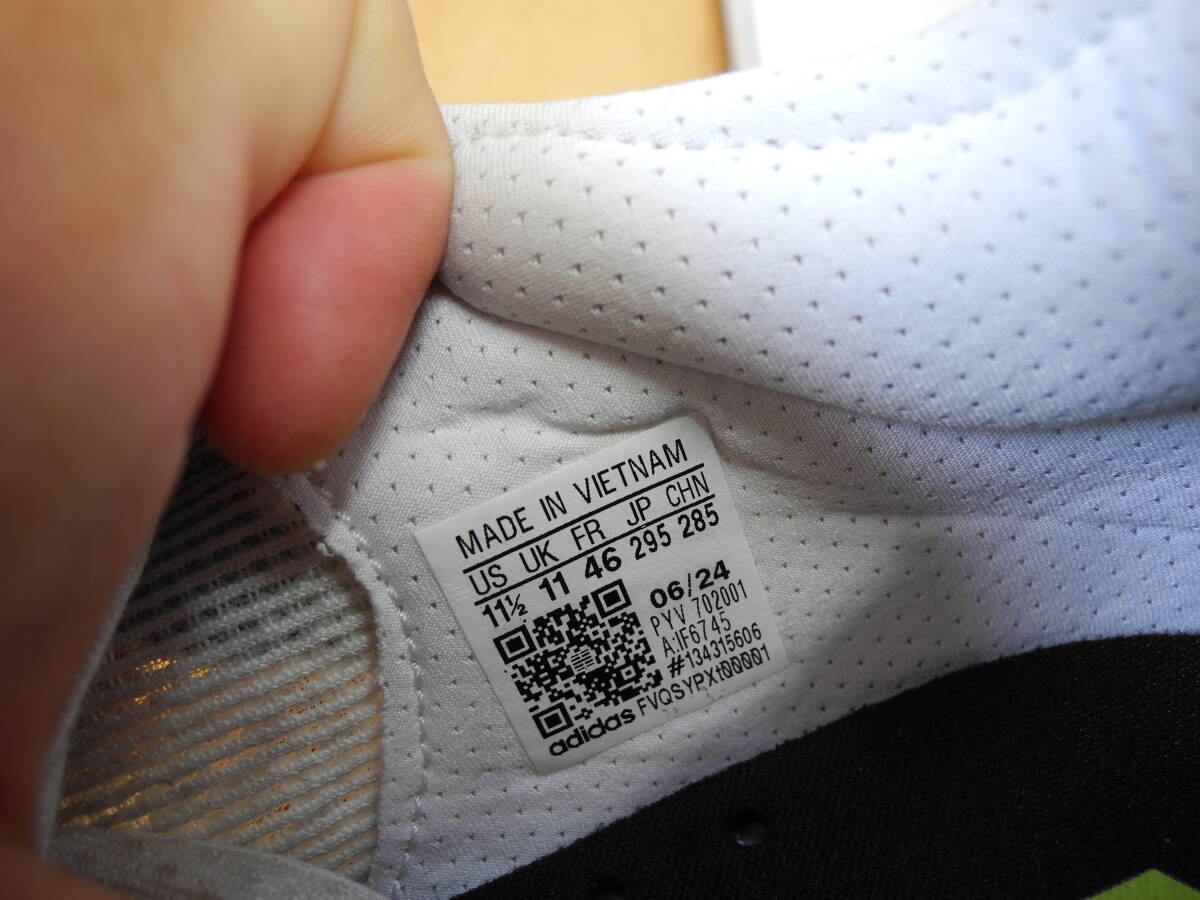 MADE IN VIETNAM
US UK FR JP CHN
11½ 11 46 295 285
06/24
PYV 702001
A:IF6745
#134315606
adidas FVQSYPXt00001